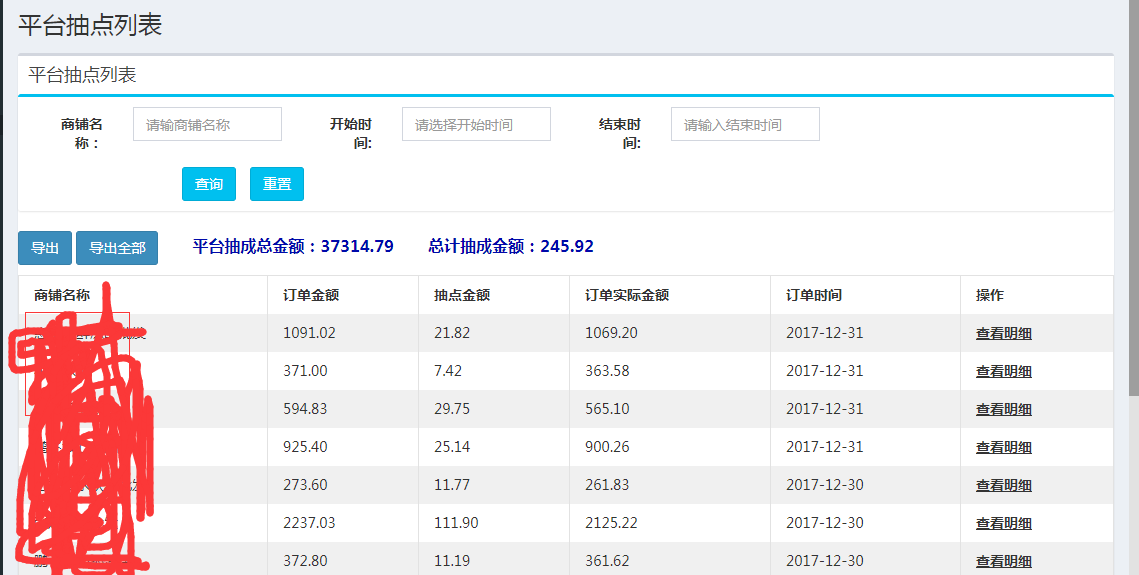 平台抽点列表
平台抽点列表
商铺名称： 请输商铺名称 开始时间: 请选择开始时间 结束时间: 请输入结束时间
查询 重置
导出 导出全部 平台抽成总金额：37314.79 总计抽成金额：245.92
商铺名称 订单金额 抽点金额 订单实际金额 订单时间 操作
1091.02 21.82 1069.20 2017-12-31 查看明细
371.00 7.42 363.58 2017-12-31 查看明细
594.83 29.75 565.10 2017-12-31 查看明细
925.40 25.14 900.26 2017-12-31 查看明细
273.60 11.77 261.83 2017-12-30 查看明细
2237.03 111.90 2125.22 2017-12-30 查看明细
372.80 11.19 361.62 2017-12-30 查看明细